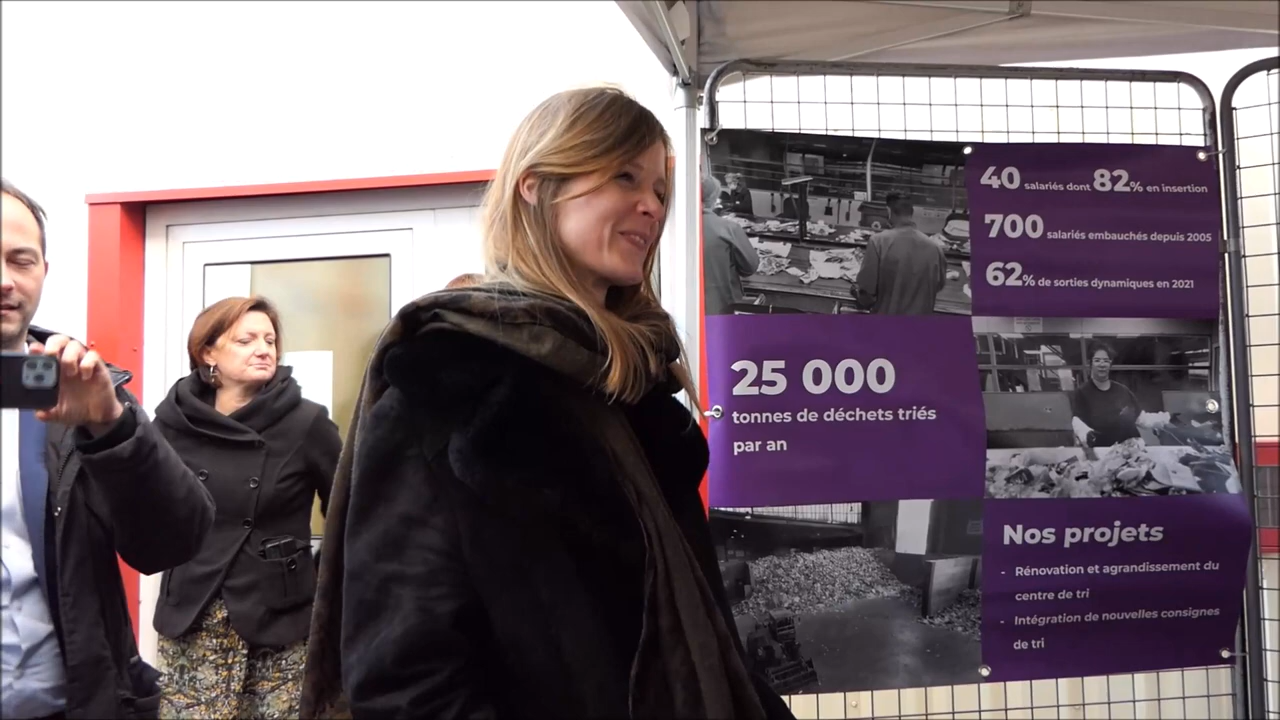 40 salariés dont 82% en insertion
700 salariés embauchés depuis 2005
62% de sorties dynamiques en 2021
25 000
tonnes de déchets triés
par an
Nos projets
- Rénovation et agrandissement du
centre de tri
- Intégration de nouvelles consignes
de tri